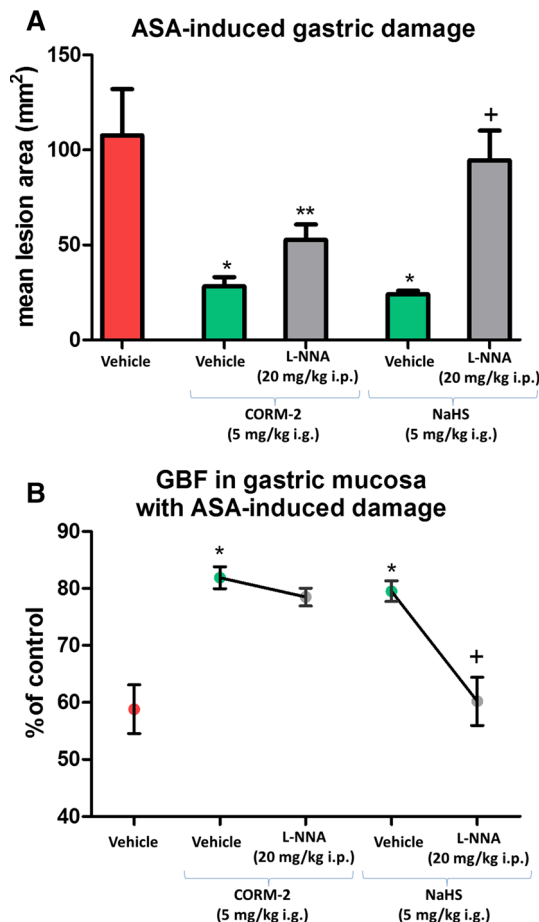 A
ASA-induced gastric damage
mean lesion area (mm²)
150
100
50
0
*
**
*
+
Vehicle
Vehicle
L-NNA
(20 mg/kg i.p.)
Vehicle
L-NNA
(20 mg/kg i.p.)
CORM-2
(5 mg/kg i.g.)
NaHS
(5 mg/kg i.g.)
B
GBF in gastric mucosa
with ASA-induced damage
% of control
90
80
70
60
50
40
*
*
+
Vehicle
Vehicle
L-NNA
(20 mg/kg i.p.)
Vehicle
L-NNA
(20 mg/kg i.p.)
CORM-2
(5 mg/kg i.g.)
NaHS
(5 mg/kg i.g.)